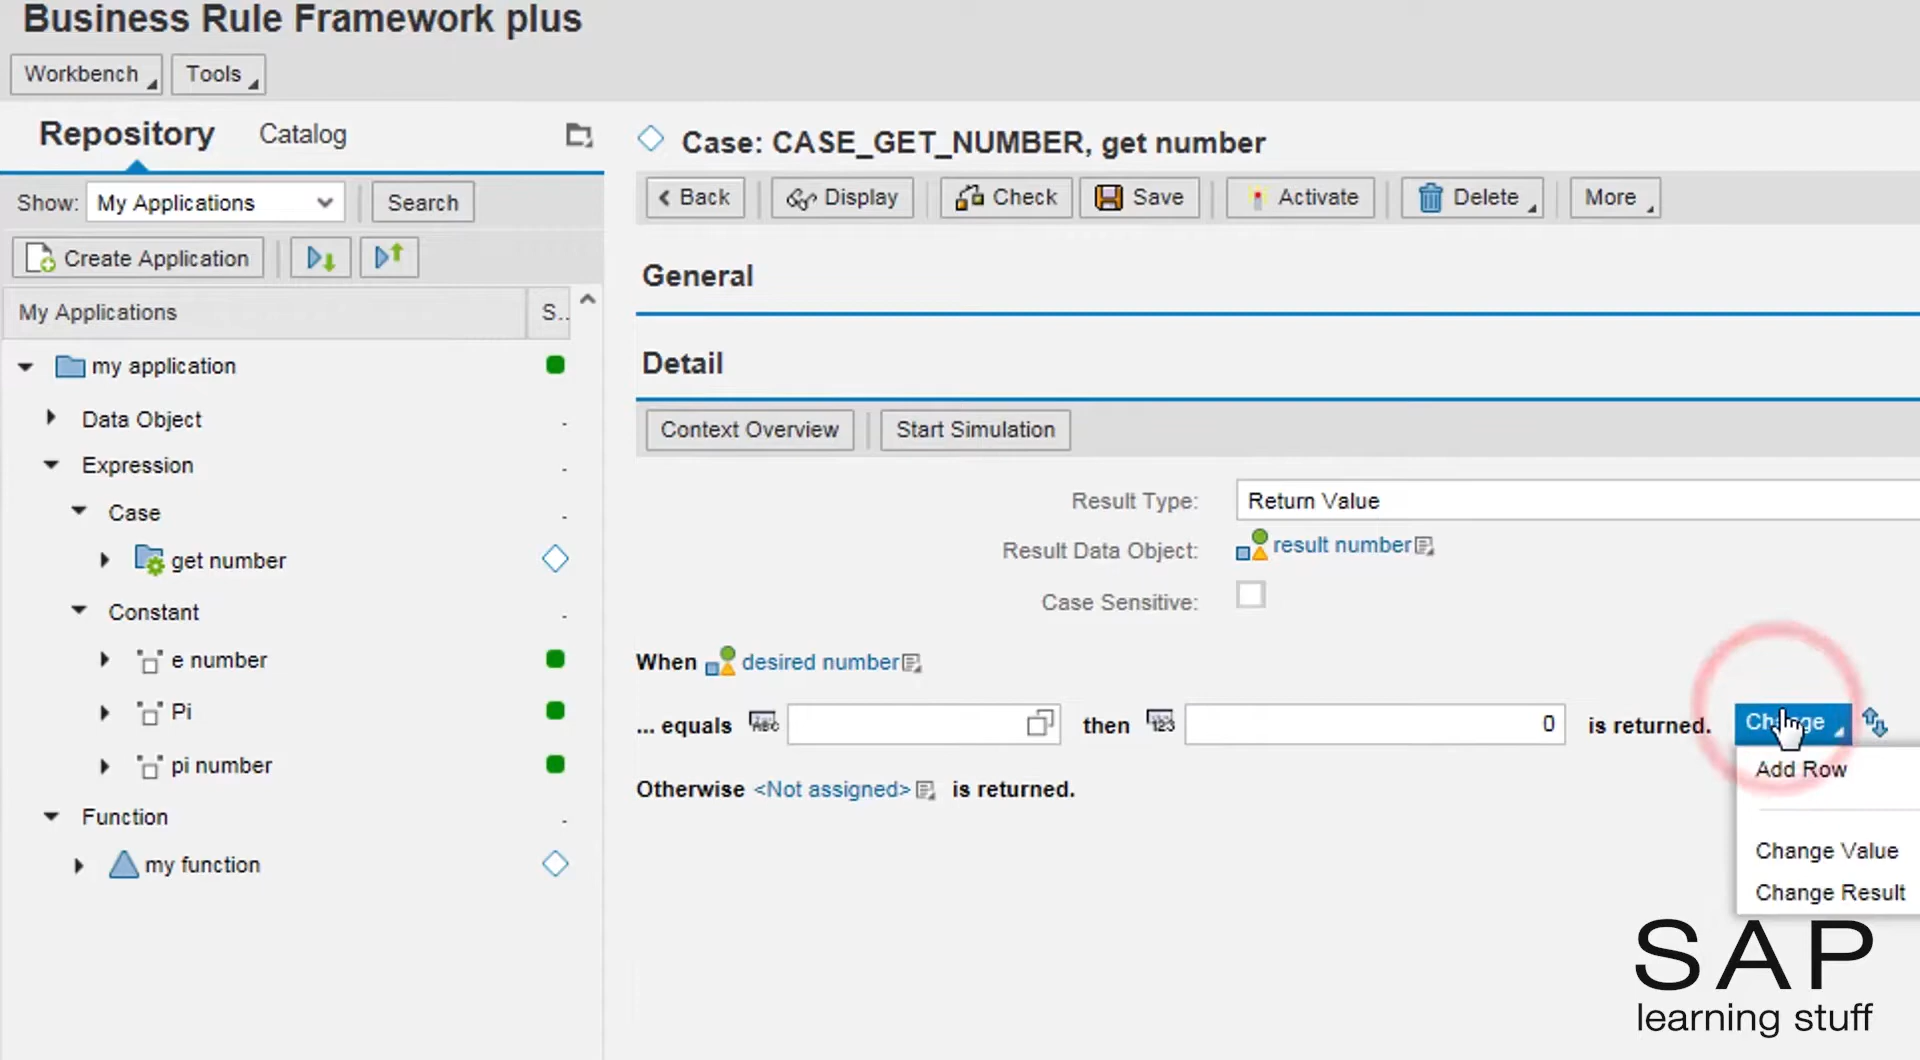 Business Rule Framework plus
Workbench Tools
Repository Catalog
Show: My Applications Search
Create Application
My Applications S..
my application
Data Object .
Expression .
Case .
get number
Constant .
e number
Pi
pi number
Function .
my function
Case: CASE_GET_NUMBER, get number
Back Display Check Save Activate Delete More
General
Detail
Context Overview Start Simulation
Result Type: Return Value
Result Data Object: result number
Case Sensitive:
When desired number
... equals ABC then 123 0 is returned. Change
Otherwise <Not assigned> is returned.
Add Row
Change Value
Change Result
SAP
learning stuff